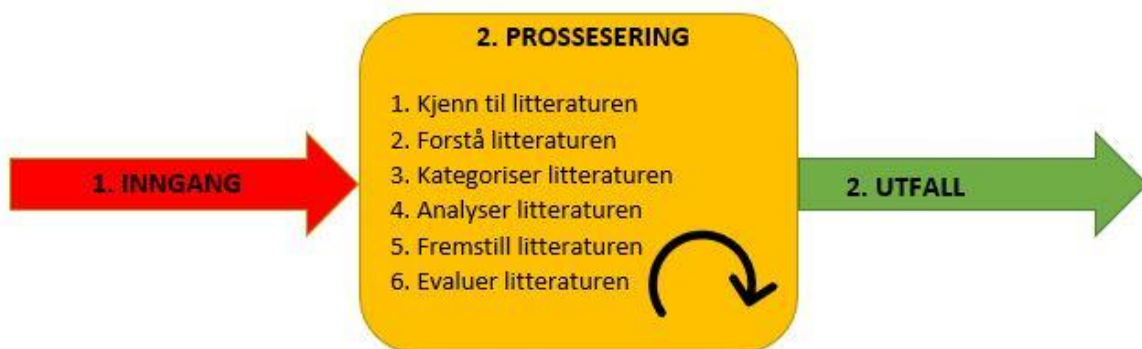 1. INNGANG
2. PROSSESERING
1. Kjenn til litteraturen
2. Forstå litteraturen
3. Kategoriser litteraturen
4. Analyser litteraturen
5. Fremstill litteraturen
6. Evaluer litteraturen
2. UTFALL